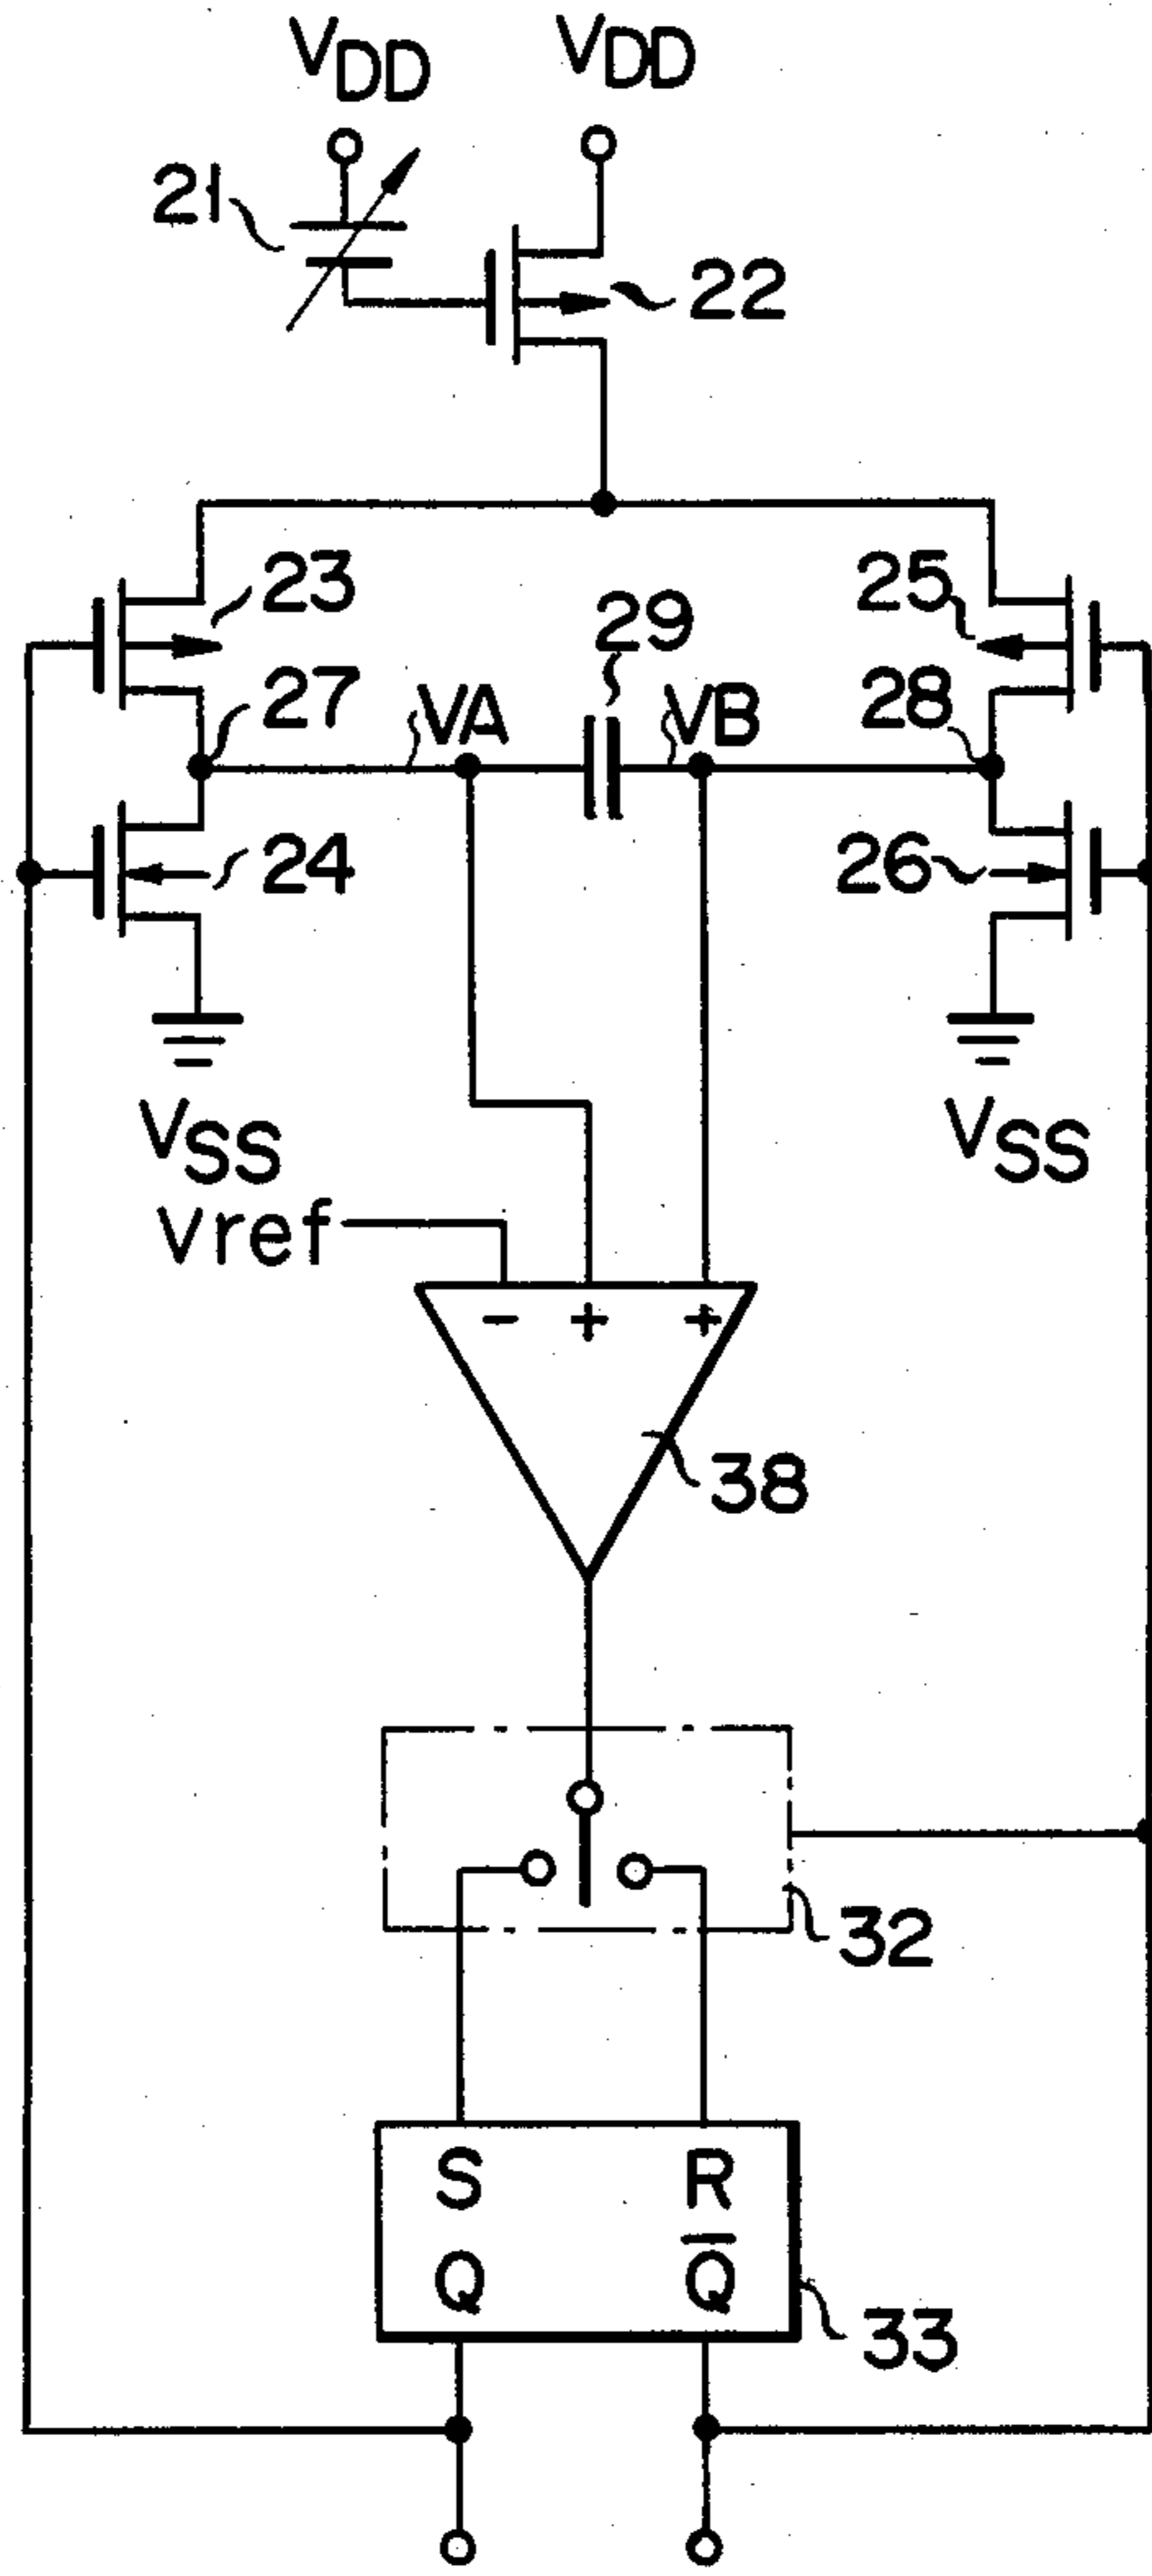 VDD VDD
21
22
23 25
29
27 VA VB 28
24 26
VSS VSS
Vref
- + +
38
32
S R
Q Q̅
33